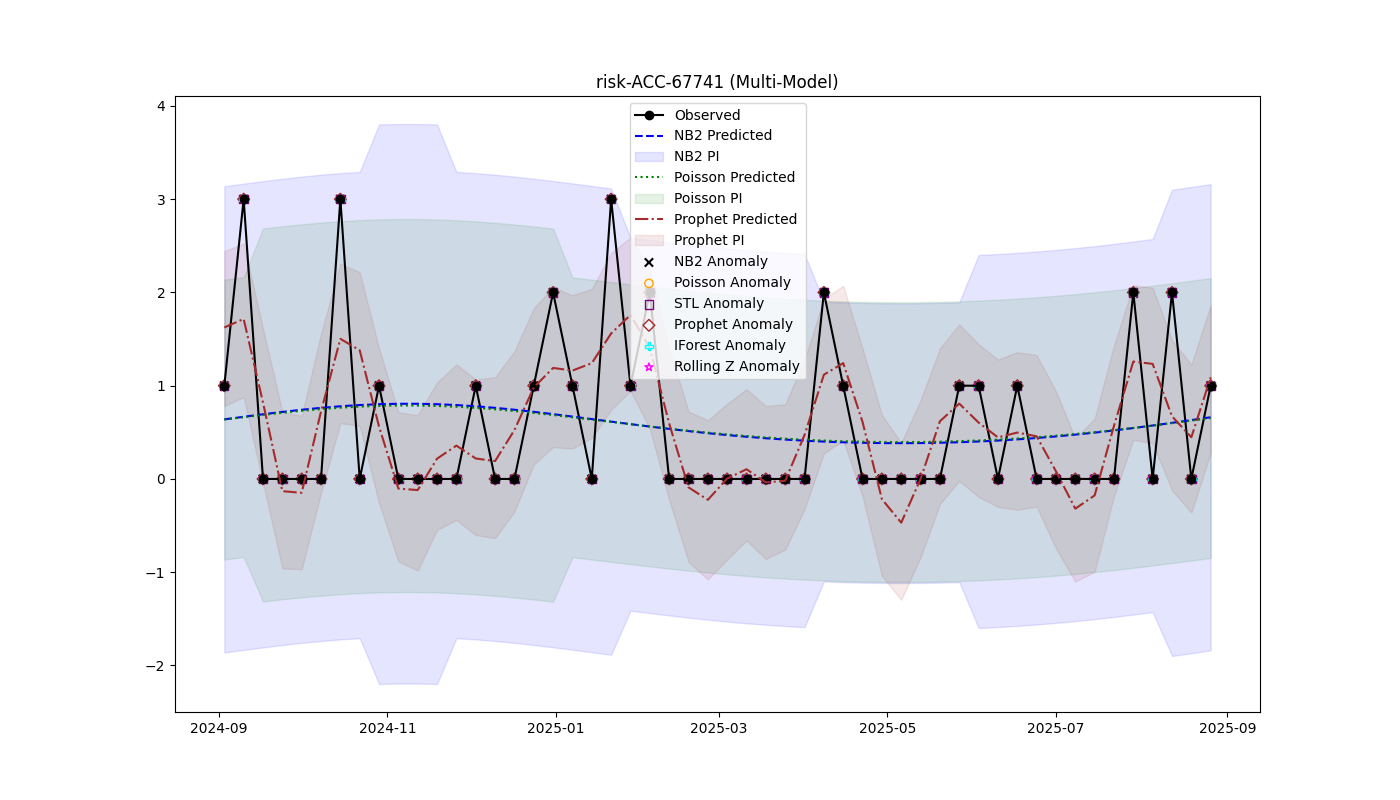 risk-ACC-67741 (Multi-Model)
4
3
2
1
0
−1
−2
Observed
NB2 Predicted
NB2 PI
Poisson Predicted
Poisson PI
Prophet Predicted
Prophet PI
NB2 Anomaly
Poisson Anomaly
STL Anomaly
Prophet Anomaly
IForest Anomaly
Rolling Z Anomaly
2024-09 2024-11 2025-01 2025-03 2025-05 2025-07 2025-09